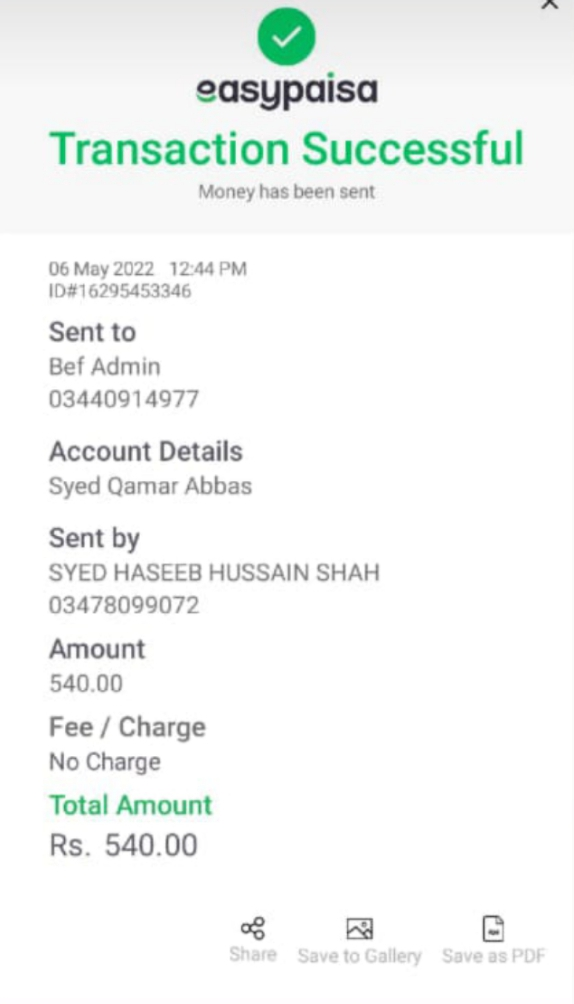 easypaisa
Transaction Successful
Money has been sent
06 May 2022 12:44 PM
ID#16295453346
Sent to
Bef Admin
03440914977
Account Details
Syed Qamar Abbas
Sent by
SYED HASEEB HUSSAIN SHAH
03478099072
Amount
540.00
Fee / Charge
No Charge
Total Amount
Rs. 540.00
Share Save to Gallery Save as PDF